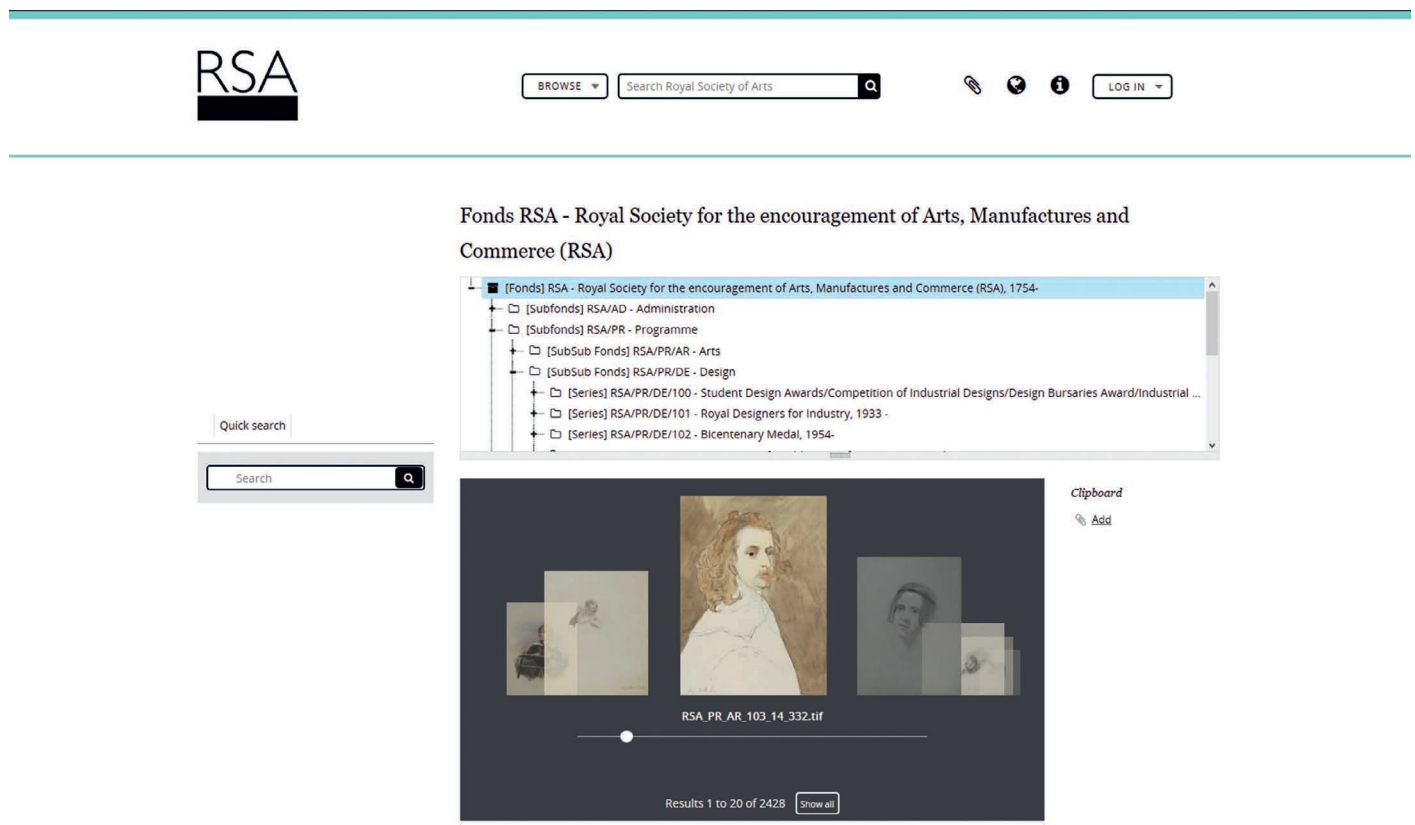 RSA
BROWSE
Search Royal Society of Arts
LOG IN
Fonds RSA - Royal Society for the encouragement of Arts, Manufactures and
Commerce (RSA)
[Fonds] RSA - Royal Society for the encouragement of Arts, Manufactures and Commerce (RSA), 1754-
[Subfonds] RSA/AD - Administration
[Subfonds] RSA/PR - Programme
[SubSub Fonds] RSA/PR/AR - Arts
[SubSub Fonds] RSA/PR/DE - Design
[Series] RSA/PR/DE/100 - Student Design Awards/Competition of Industrial Designs/Design Bursaries Award/Industrial ...
[Series] RSA/PR/DE/101 - Royal Designers for Industry, 1933 -
[Series] RSA/PR/DE/102 - Bicentenary Medal, 1954-
Quick search
Search
Clipboard
Add
RSA_PR_AR_103_14_332.tif
Results 1 to 20 of 2428
Show all